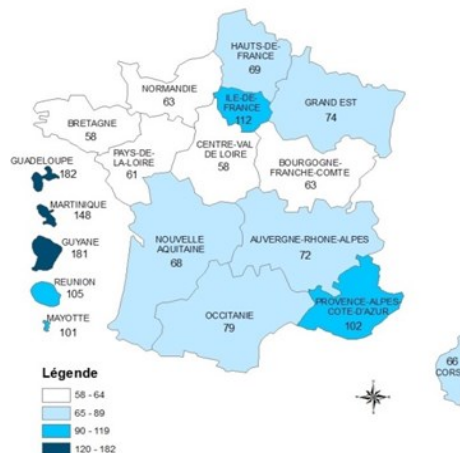 HAUTS-DE-
FRANCE
69
NORMANDIE
63
ILE-DE-
FRANCE
112
GRAND EST
74
BRETAGNE
58
PAYS-DE-
LA-LOIRE
61
CENTRE-VAL
DE LOIRE
58
BOURGOGNE-
FRANCHE-COMTE
63
GUADELOUPE
182
MARTINIQUE
148
GUYANE
181
REUNION
105
MAYOTTE
101
NOUVELLE
AQUITAINE
68
AUVERGNE-RHONE-ALPES
72
OCCITANIE
79
PROVENCE-ALPES-
COTE-D'AZUR
102
66
CORS
Légende
58 - 64
65 - 89
90 - 119
120 - 182